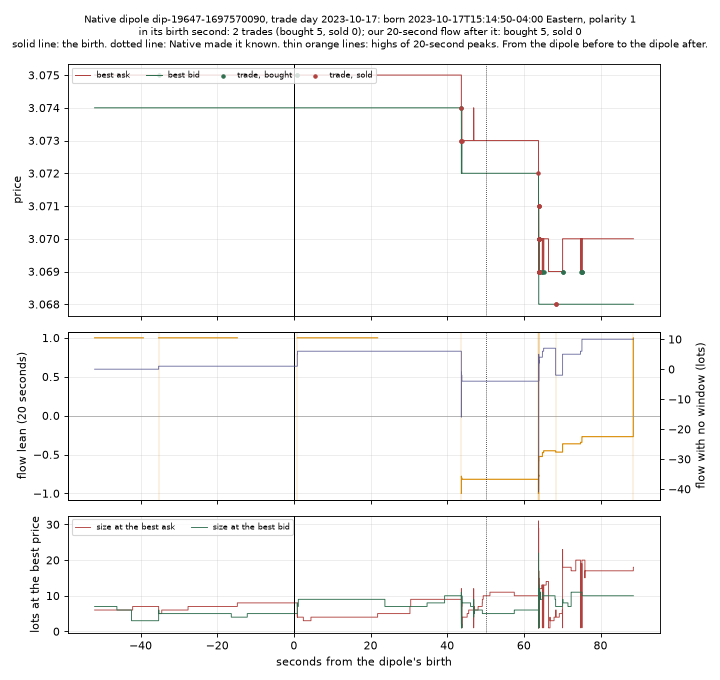 Native dipole dip-19647-1697570090, trade day 2023-10-17: born 2023-10-17T15:14:50-04:00 Eastern, polarity 1
in its birth second: 2 trades (bought 5, sold 0); our 20-second flow after it: bought 5, sold 0
solid line: the birth. dotted line: Native made it known. thin orange lines: highs of 20-second peaks. From the dipole before to the dipole after.
best ask best bid trade, bought trade, sold
3.075
3.074
3.073
3.072
3.071
3.070
3.069
3.068
price
1.0
0.5
0.0
−0.5
−1.0
flow lean (20 seconds)
10
0
−10
−20
−30
−40
flow with no window (lots)
size at the best ask size at the best bid
30
20
10
0
lots at the best price
−40 −20 0 20 40 60 80
seconds from the dipole's birth